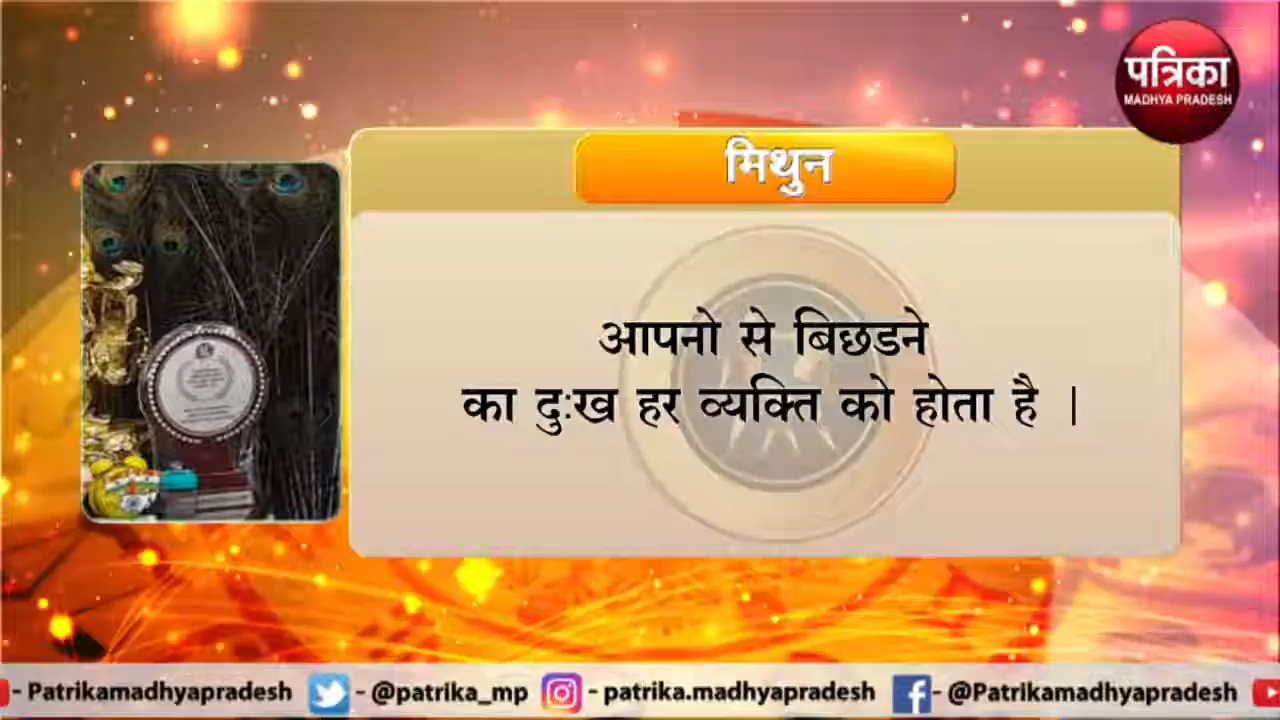 पत्रिका
MADHYA PRADESH
मिथुन
आपनो से बिछडने
का दुःख हर व्यक्ति को होता है ।
- Patrikamadhyapradesh - @patrika_mp - patrika.madhyapradesh - @Patrikamadhyapradesh